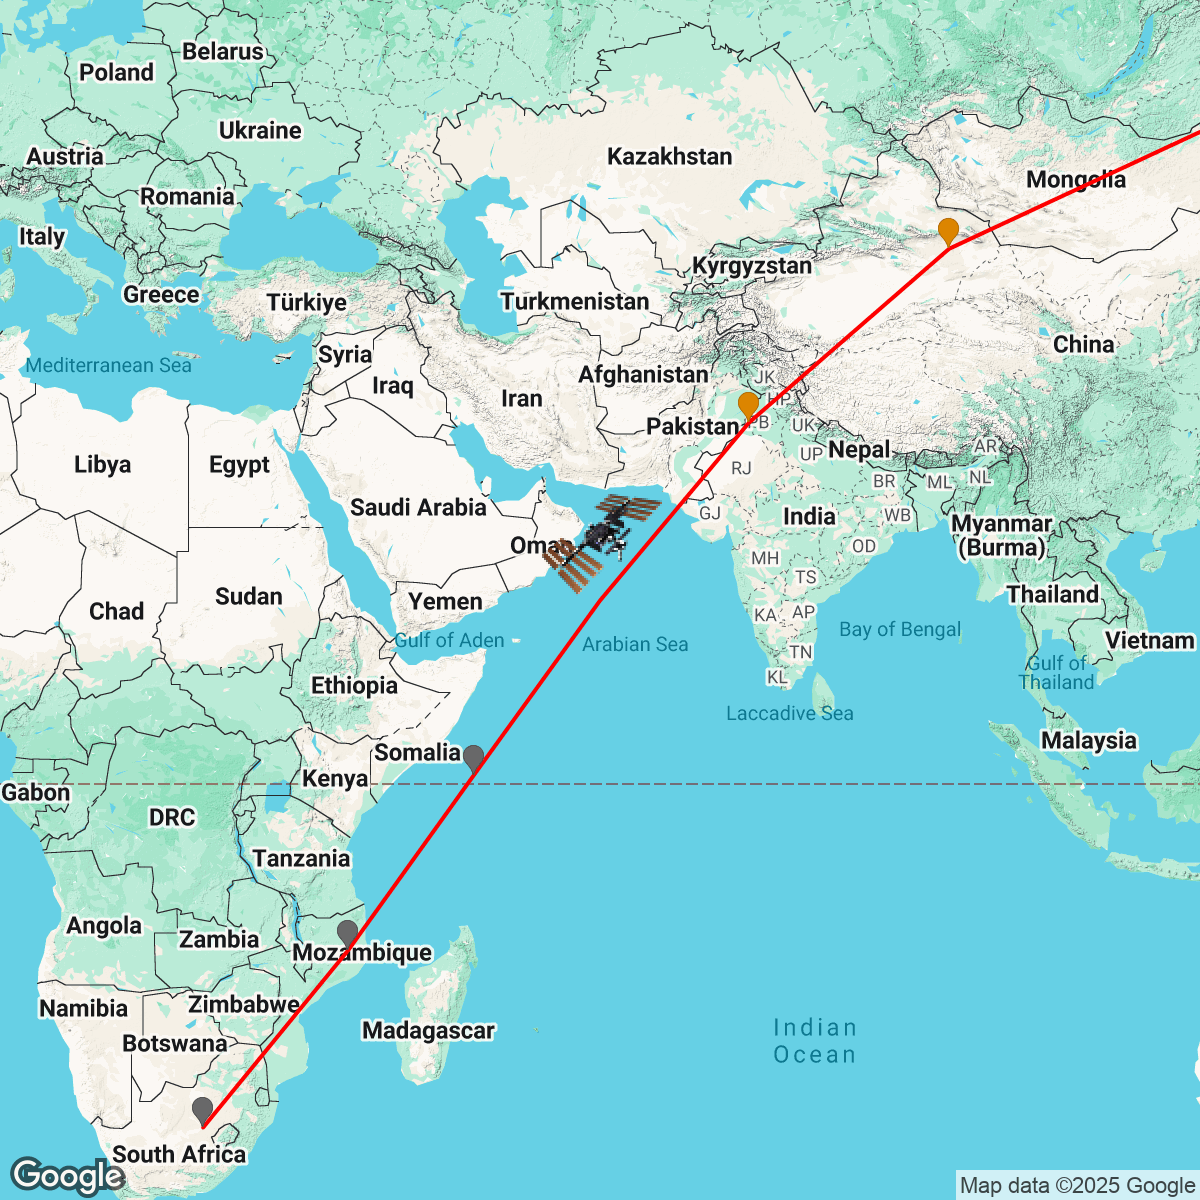 Belarus
Poland
Ukraine
Kazakhstan
Austria
Mongolia
Romania
Italy
Kyrgyzstan
Greece
Türkiye
Turkmenistan
China
Syria
Mediterranean Sea
Afghanistan
JK
Iraq
Iran
HP
Pakistan
PB
UK
Nepal
AR
UP
Libya
Egypt
RJ
BR
ML
NL
Saudi Arabia
GJ
India
WB
Myanmar
(Burma)
Oman
OD
MH
TS
Thailand
Sudan
Yemen
Chad
KA
AP
Bay of Bengal
Gulf of Aden
Arabian Sea
TN
Vietnam
Gulf of
Thailand
KL
Ethiopia
Laccadive Sea
Malaysia
Somalia
Kenya
Gabon
DRC
Tanzania
Angola
Zambia
Mozambique
Namibia
Zimbabwe
Madagascar
Indian
Ocean
Botswana
South Africa
Google
Map data ©2025 Google